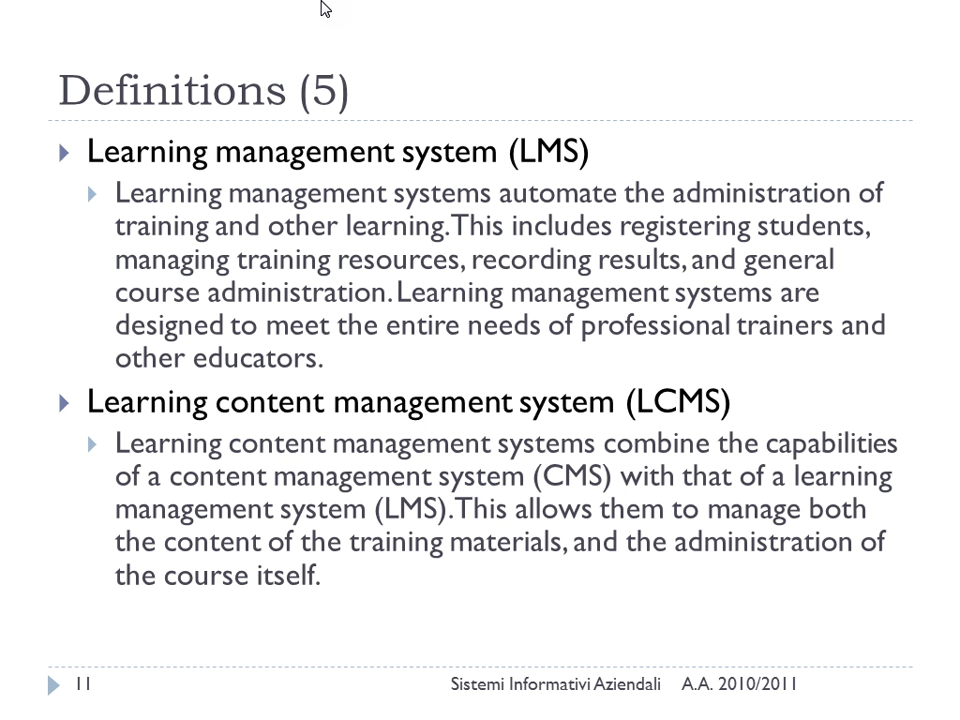 Definitions (5)
Learning management system (LMS)
Learning management systems automate the administration of
training and other learning. This includes registering students,
managing training resources, recording results, and general
course administration. Learning management systems are
designed to meet the entire needs of professional trainers and
other educators.
Learning content management system (LCMS)
Learning content management systems combine the capabilities
of a content management system (CMS) with that of a learning
management system (LMS). This allows them to manage both
the content of the training materials, and the administration of
the course itself.
11 Sistemi Informativi Aziendali A.A. 2010/2011